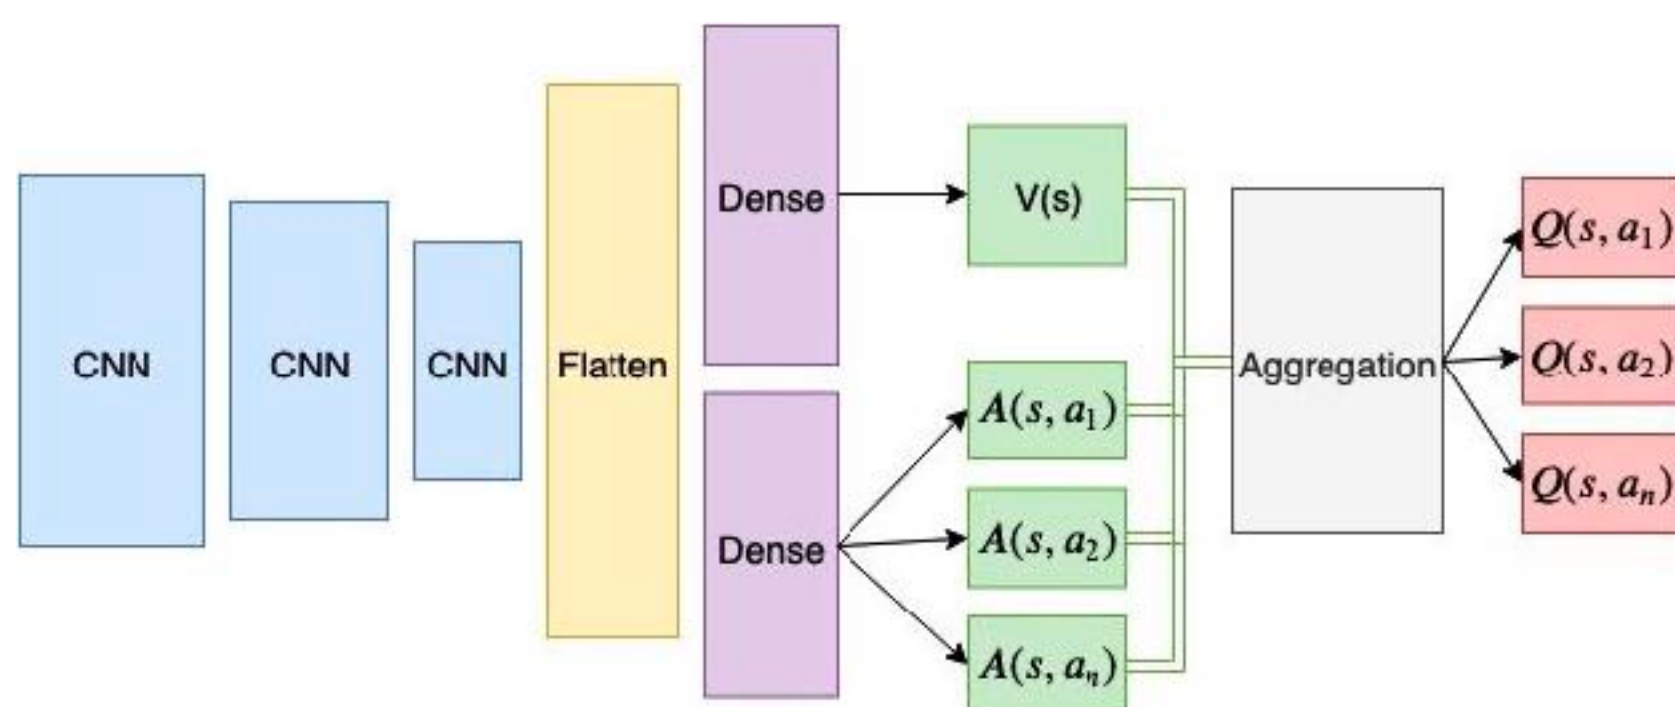 CNN
CNN
CNN
Flatten
Dense
Dense
V(s)
A(s, a₁)
A(s, a₂)
A(s, aₙ)
Aggregation
Q(s, a₁)
Q(s, a₂)
Q(s, aₙ)